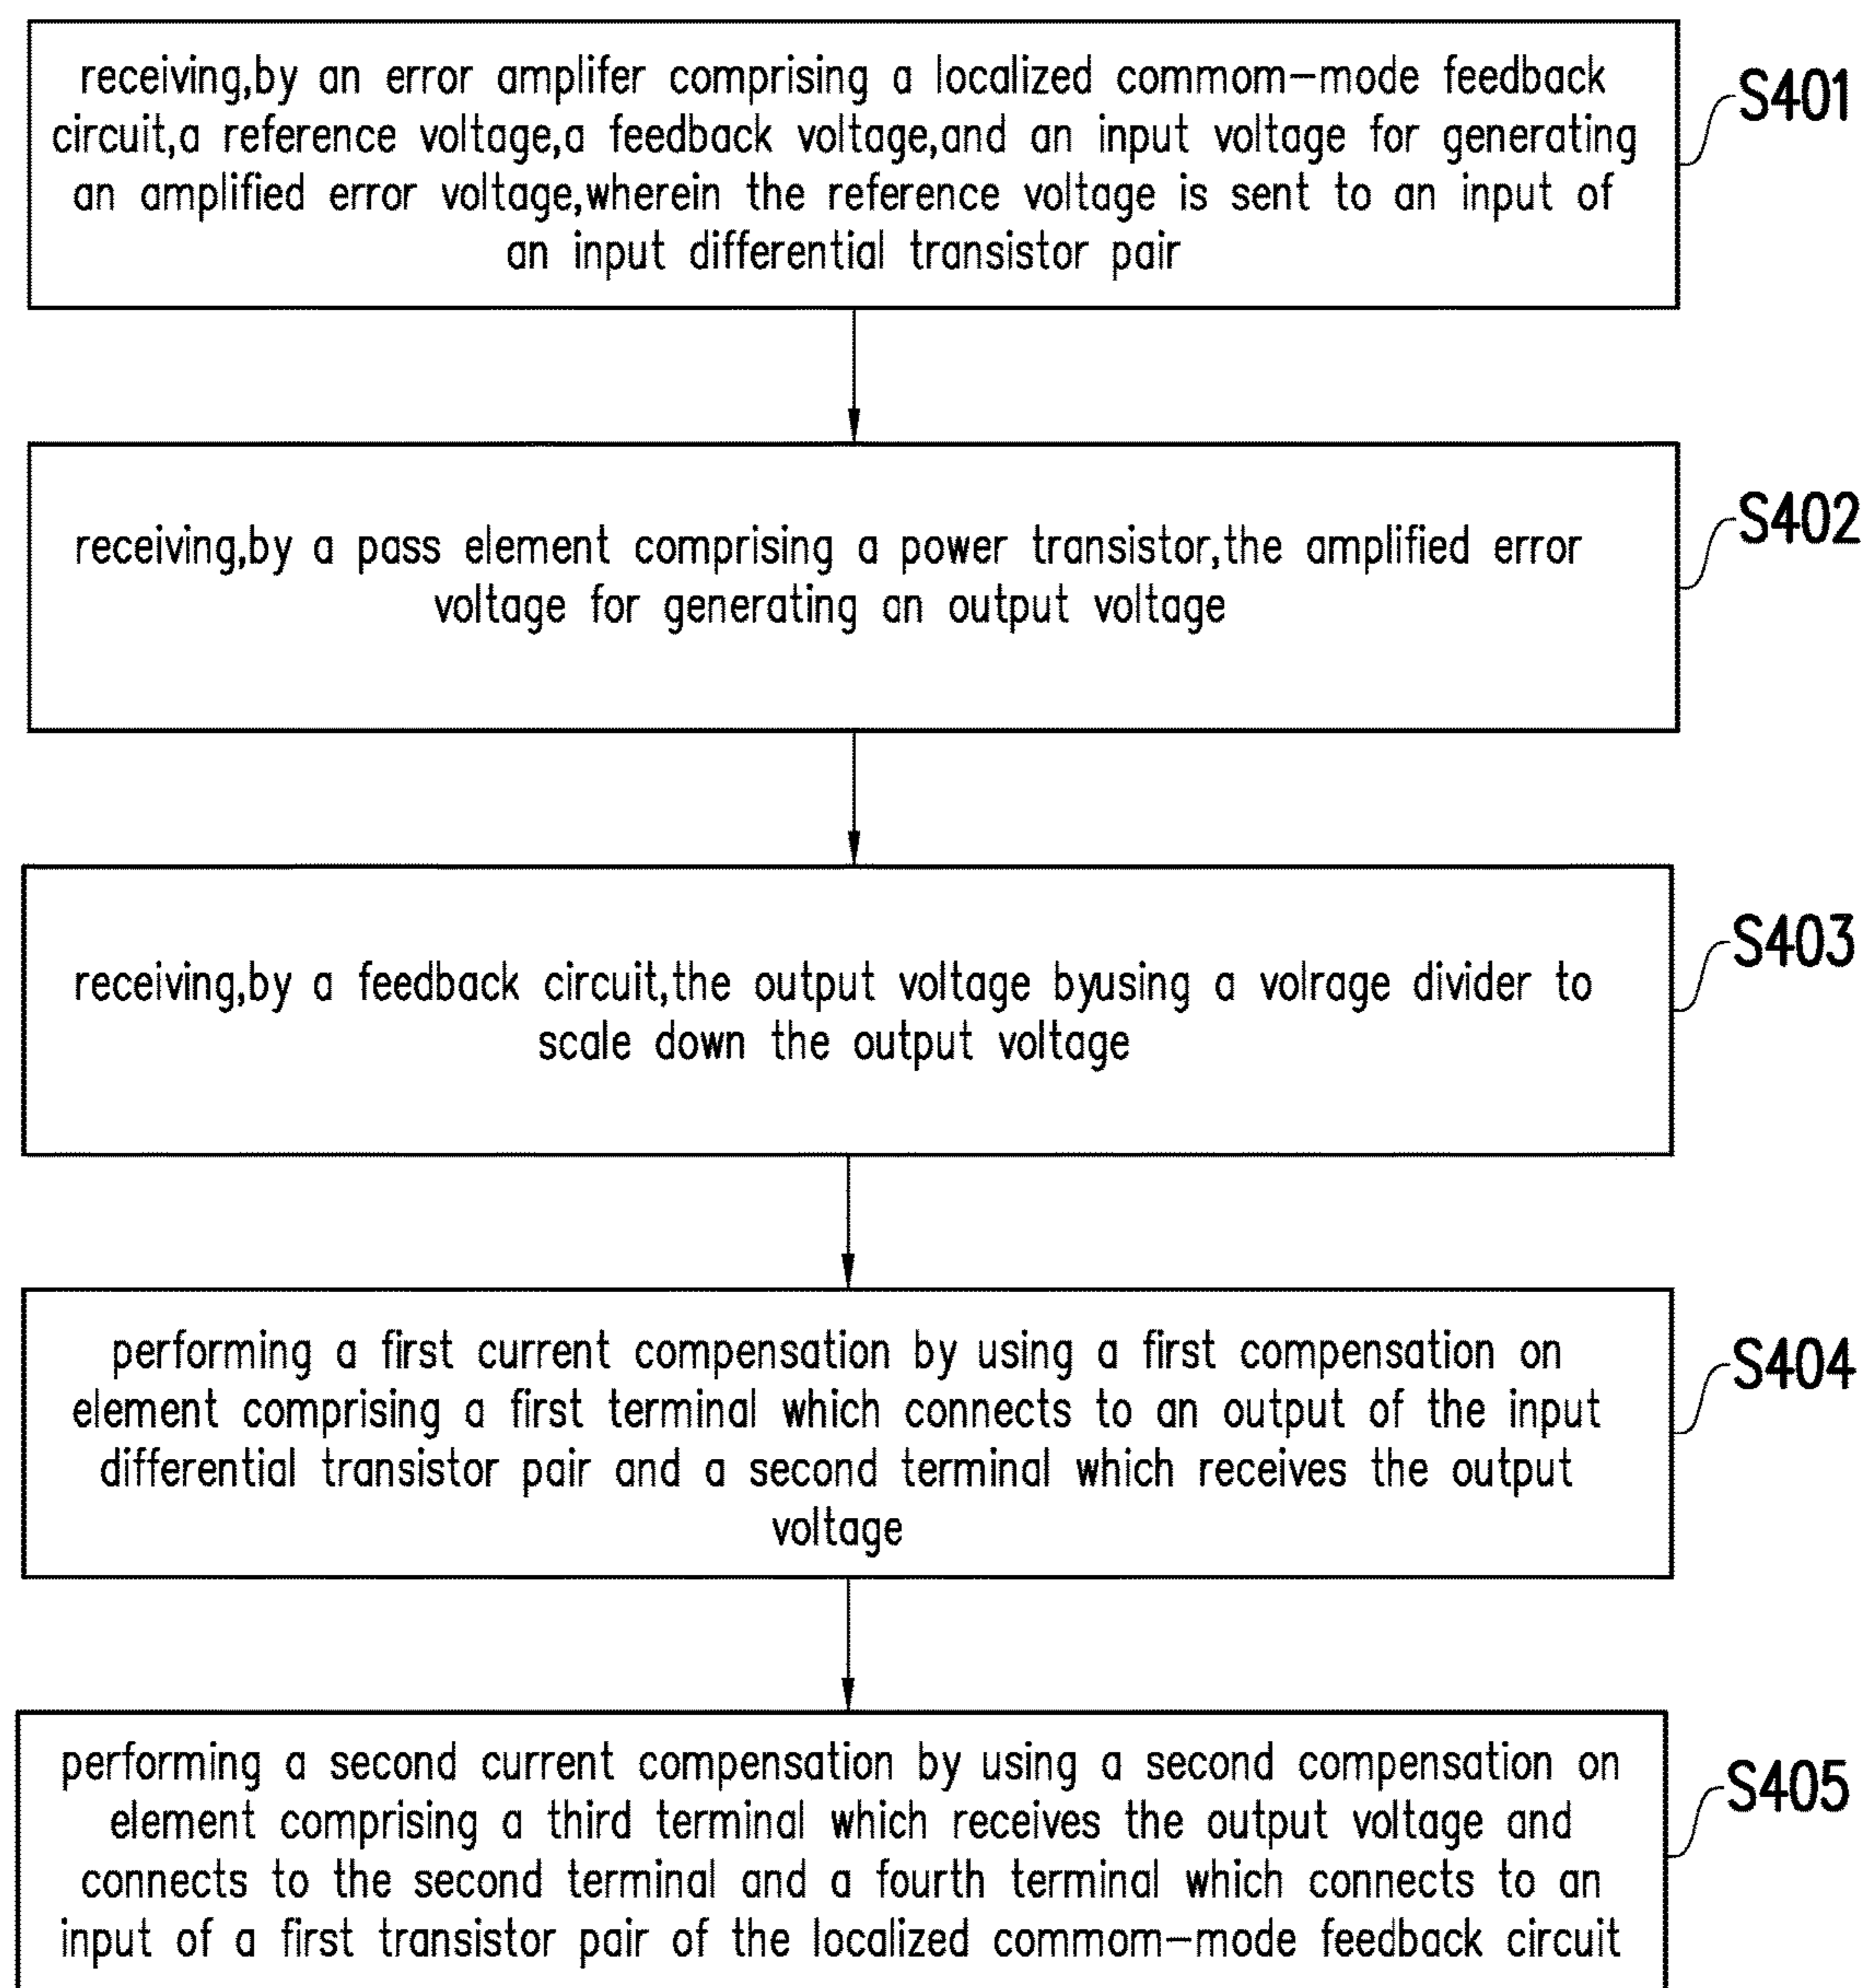 receiving,by an error amplifer comprising a localized commom-mode feedback
circuit,a reference voltage,a feedback voltage,and an input voltage for generating
an amplified error voltage,wherein the reference voltage is sent to an input of
an input differential transistor pair
S401
receiving,by a pass element comprising a power transistor,the amplified error
voltage for generating an output voltage
S402
receiving,by a feedback circuit,the output voltage byusing a volrage divider to
scale down the output voltage
S403
performing a first current compensation by using a first compensation on
element comprising a first terminal which connects to an output of the input
differential transistor pair and a second terminal which receives the output
voltage
S404
performing a second current compensation by using a second compensation on
element comprising a third terminal which receives the output voltage and
connects to the second terminal and a fourth terminal which connects to an
input of a first transistor pair of the localized commom-mode feedback circuit
S405